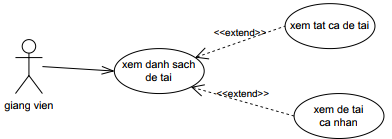 xem tat ca de tai
<<extend>>
xem danh sach
de tai
<<extend>>
giang vien
xem de tai
ca nhan